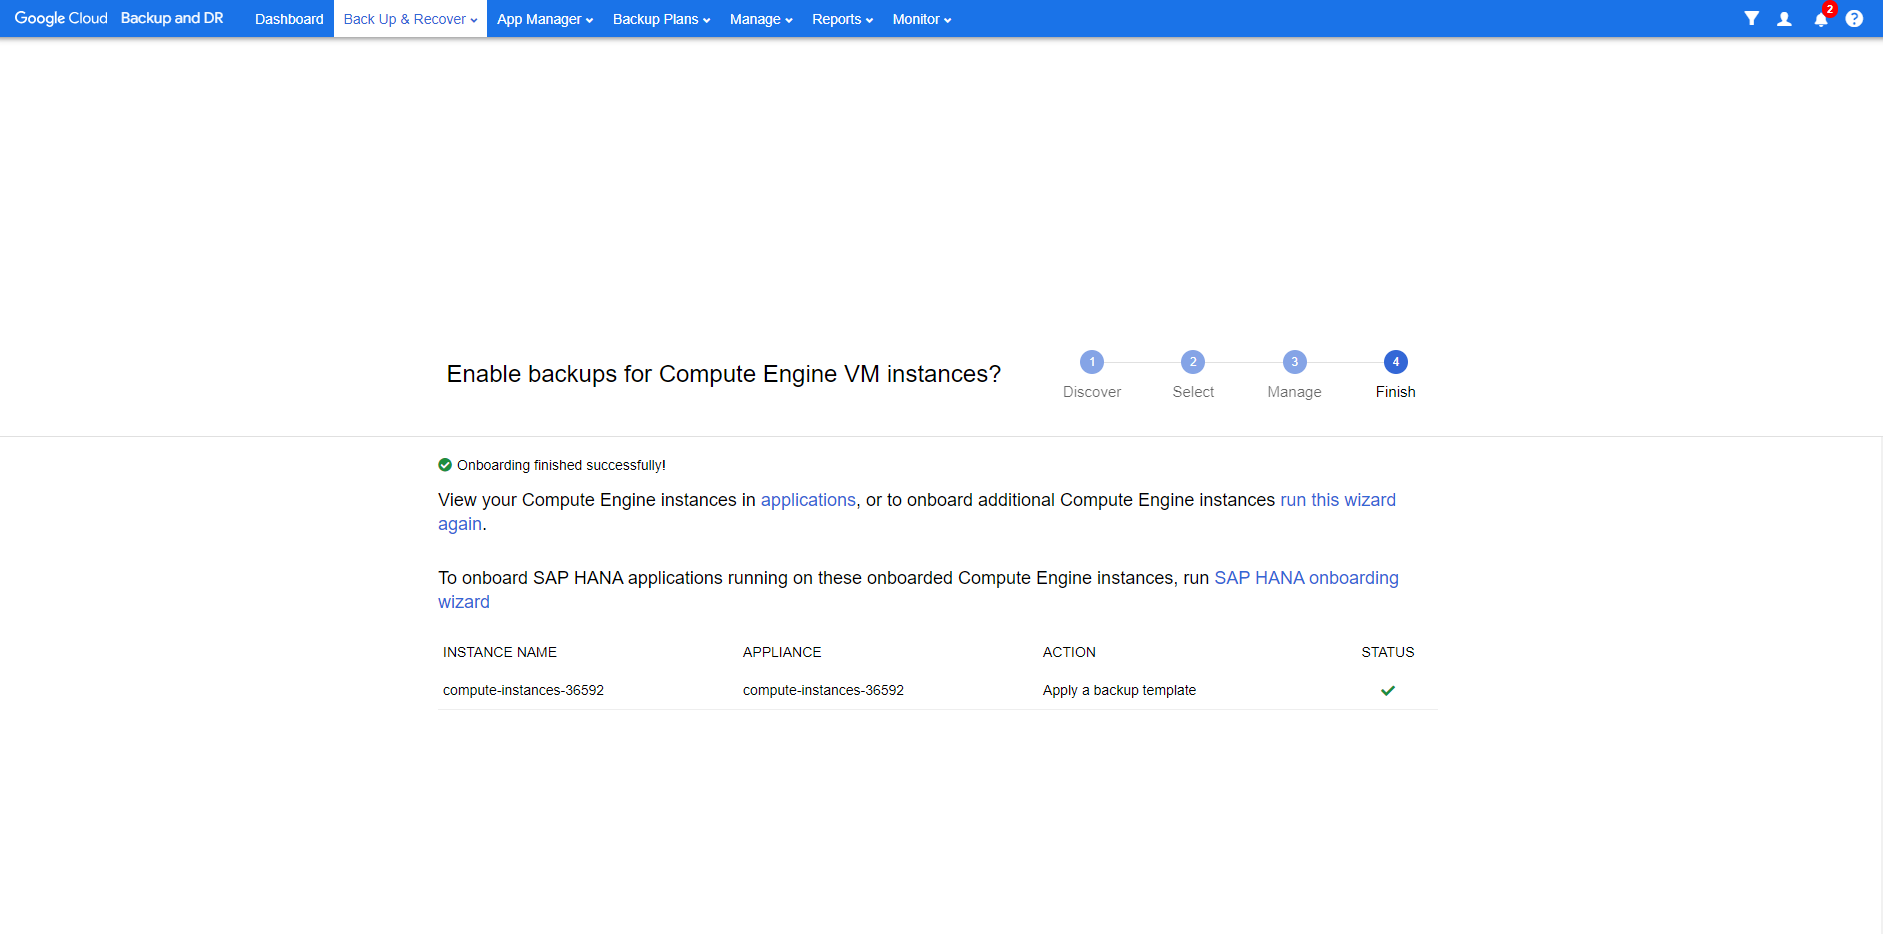 Google Cloud Backup and DR Dashboard Back Up & Recover App Manager Backup Plans Manage Reports Monitor 2 ?
Enable backups for Compute Engine VM instances?
1 2 3 4
Discover Select Manage Finish
Onboarding finished successfully!
View your Compute Engine instances in applications, or to onboard additional Compute Engine instances run this wizard
again.
To onboard SAP HANA applications running on these onboarded Compute Engine instances, run SAP HANA onboarding
wizard
INSTANCE NAME APPLIANCE ACTION STATUS
compute-instances-36592 compute-instances-36592 Apply a backup template